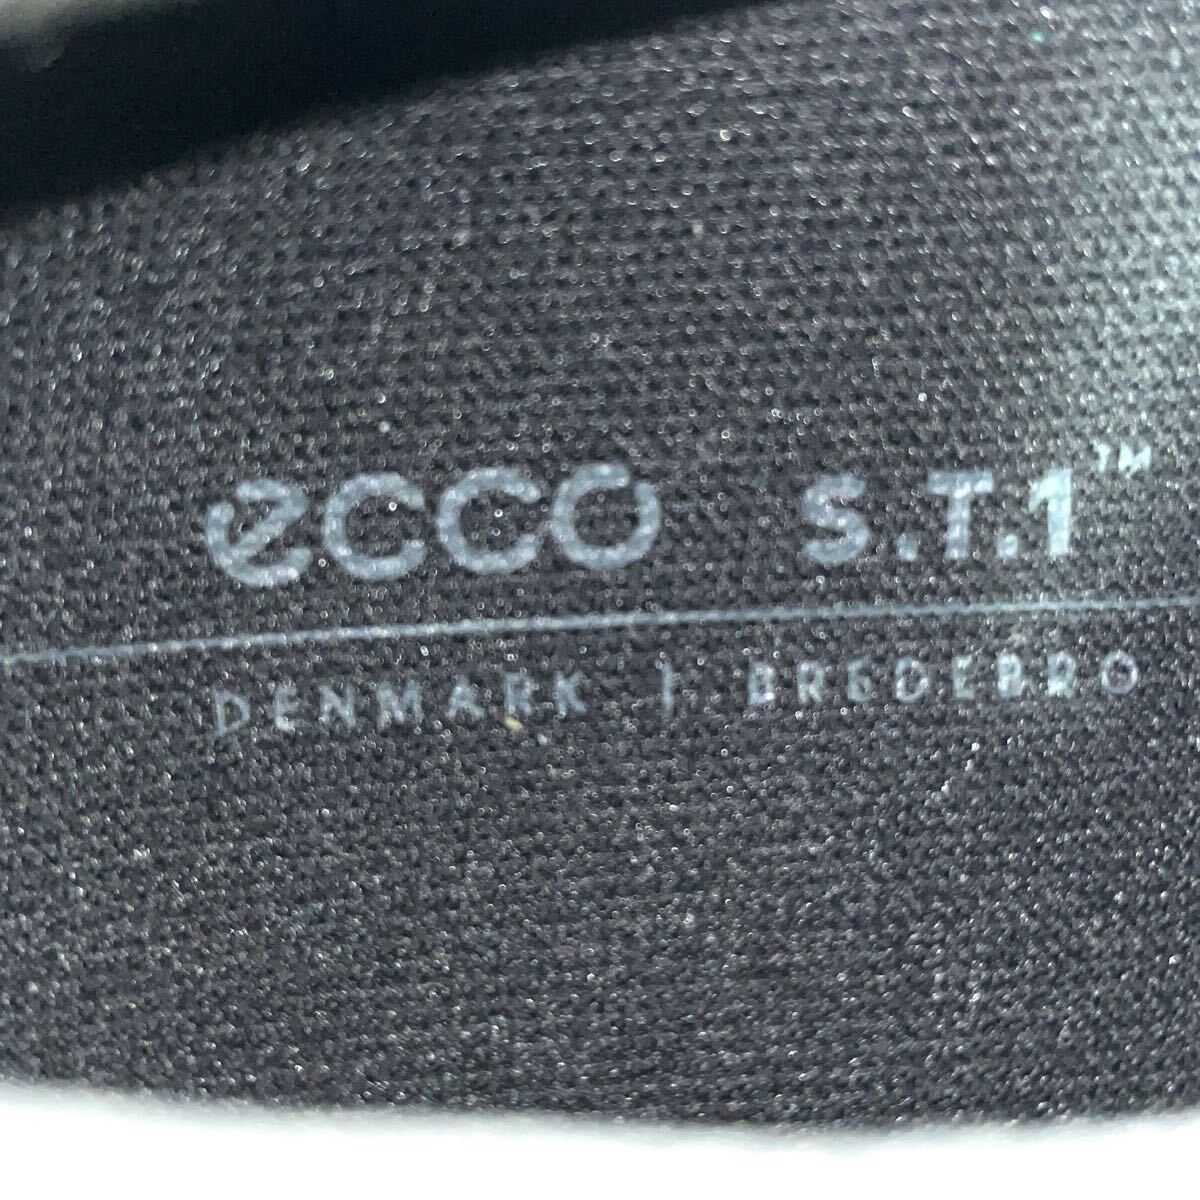 ecco S.T.1™
DENMARK | BREDEBRO